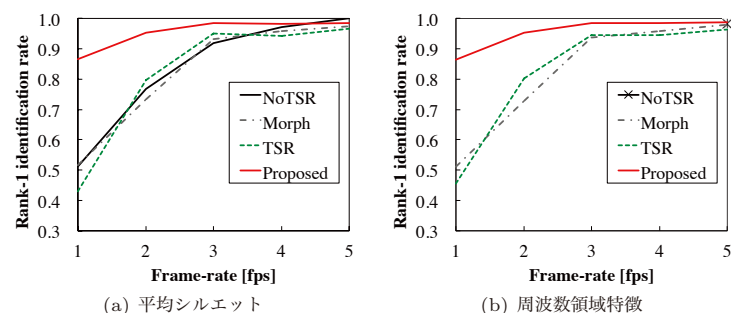 1.0
0.9
0.8
0.7
0.6
0.5
0.4
0.3
Rank-1 identification rate
NoTSR
Morph
TSR
Proposed
1 2 3 4 5
Frame-rate [fps]
(a) 平均シルエット
1.0
0.9
0.8
0.7
0.6
0.5
0.4
0.3
Rank-1 identification rate
NoTSR
Morph
TSR
Proposed
1 2 3 4 5
Frame-rate [fps]
(b) 周波数領域特徴